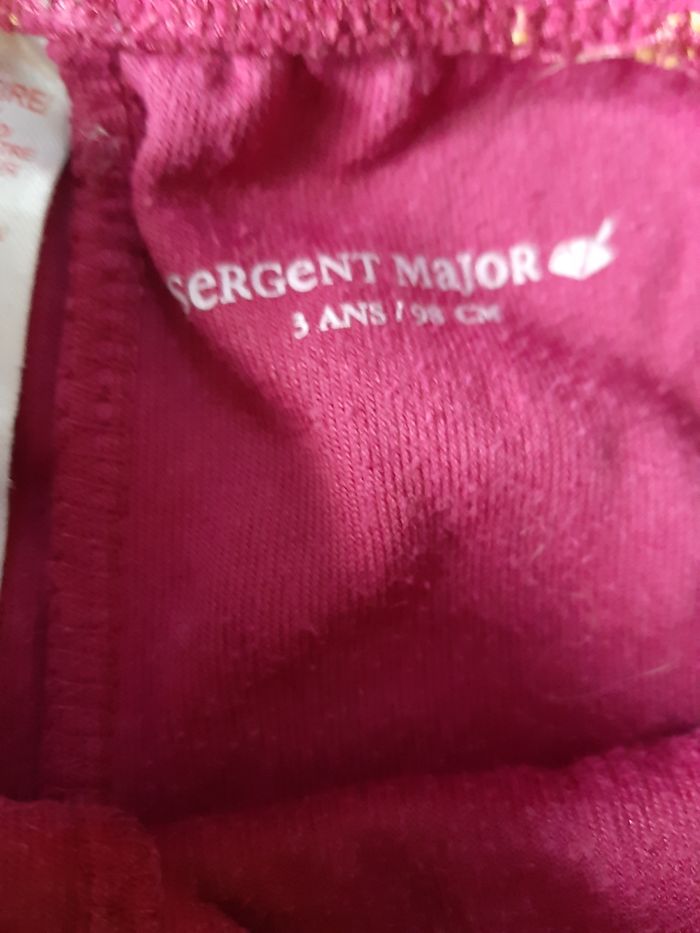 SeRGeNT MaJOR
3 ANS / 98 CM